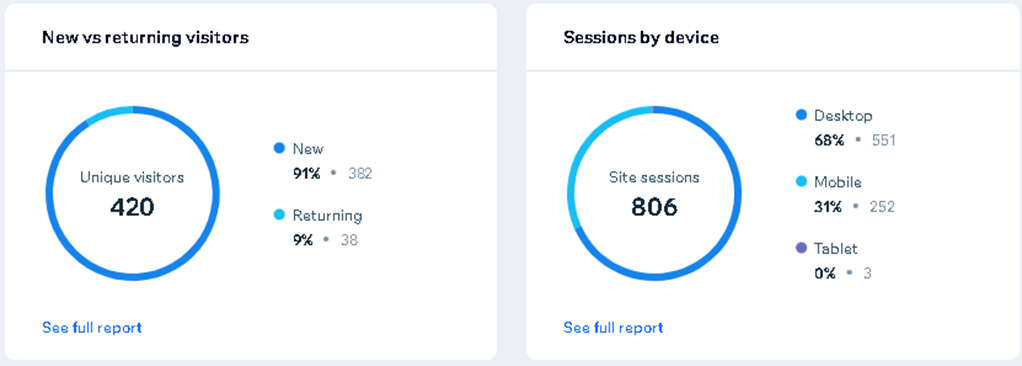 New vs returning visitors
Unique visitors
420
New
91% • 382
Returning
9% • 38
See full report
Sessions by device
Site sessions
806
Desktop
68% • 551
Mobile
31% • 252
Tablet
0% • 3
See full report